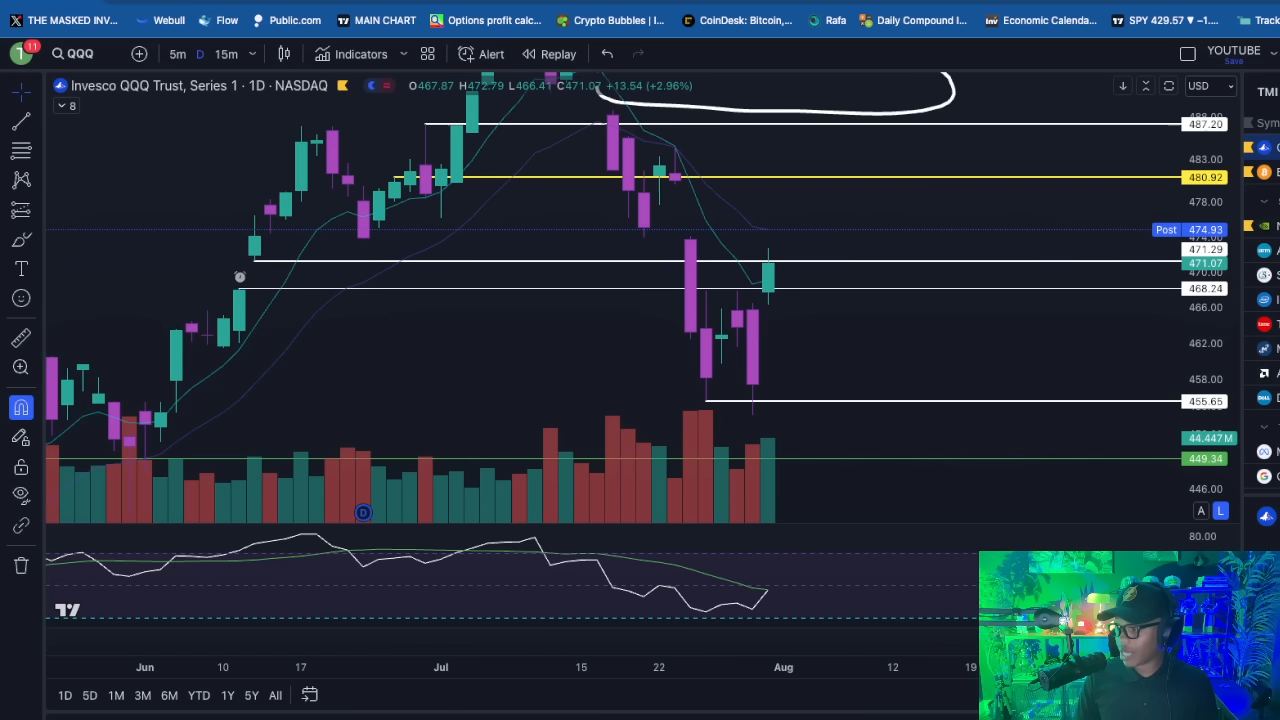 THE MASKED INV...
Webull
Flow
Public.com
MAIN CHART
Options profit calc...
Crypto Bubbles | I...
CoinDesk: Bitcoin,...
Rafa
Daily Compound I...
Economic Calenda...
SPY 429.57 ▼ −1....
Track
11
QQQ
5m
D
15m
Indicators
Alert
Replay
YOUTUBE
Save
Invesco QQQ Trust, Series 1 · 1D · NASDAQ
O467.87 H472.79 L466.41 C471.07 +13.54 (+2.96%)
USD
TMI
8
Sym
487.20
483.00
480.92
478.00
Post 474.93
471.29
471.07
470.00
468.24
466.00
462.00
458.00
455.65
44.447 M
449.34
446.00
D
A
L
80.00
Jun
10
17
Jul
15
22
Aug
12
19
1D
5D
1M
3M
6M
YTD
1Y
5Y
All